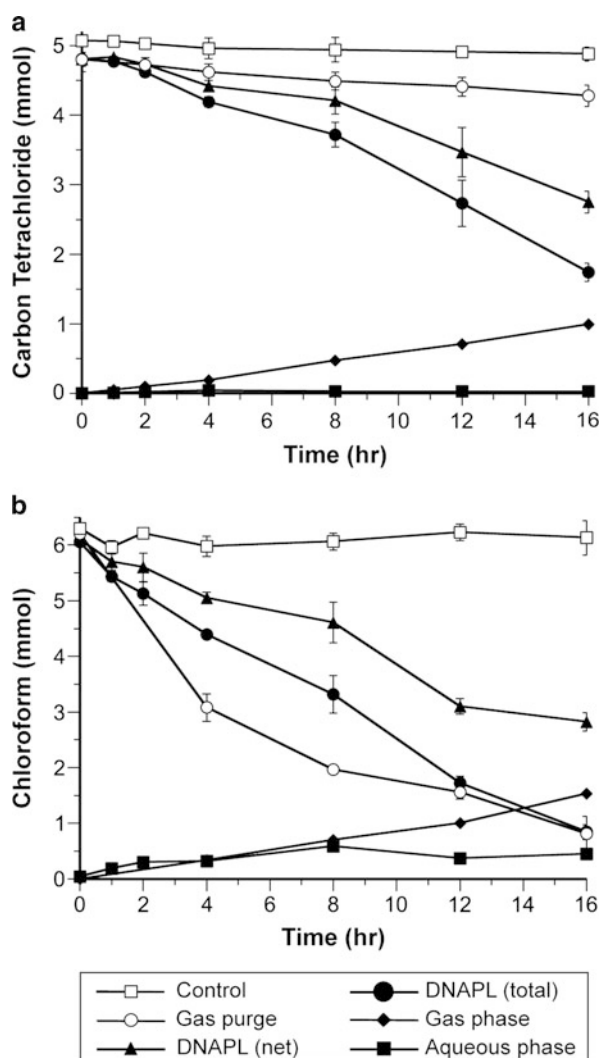 a
Carbon Tetrachloride (mmol)
5
4
3
2
1
0
0 2 4 6 8 10 12 14 16
Time (hr)
b
Chloroform (mmol)
6
5
4
3
2
1
0
0 2 4 6 8 10 12 14 16
Time (hr)
Control
Gas purge
DNAPL (net)
DNAPL (total)
Gas phase
Aqueous phase